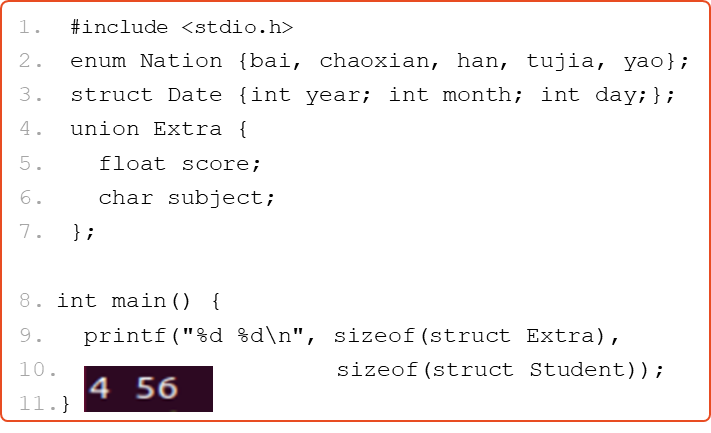 1. #include <stdio.h>
2. enum Nation {bai, chaoxian, han, tujia, yao};
3. struct Date {int year; int month; int day;};
4. union Extra {
5. float score;
6. char subject;
7. };
8. int main() {
9. printf("%d %d\n", sizeof(struct Extra),
10. sizeof(struct Student));
11.}
4 56